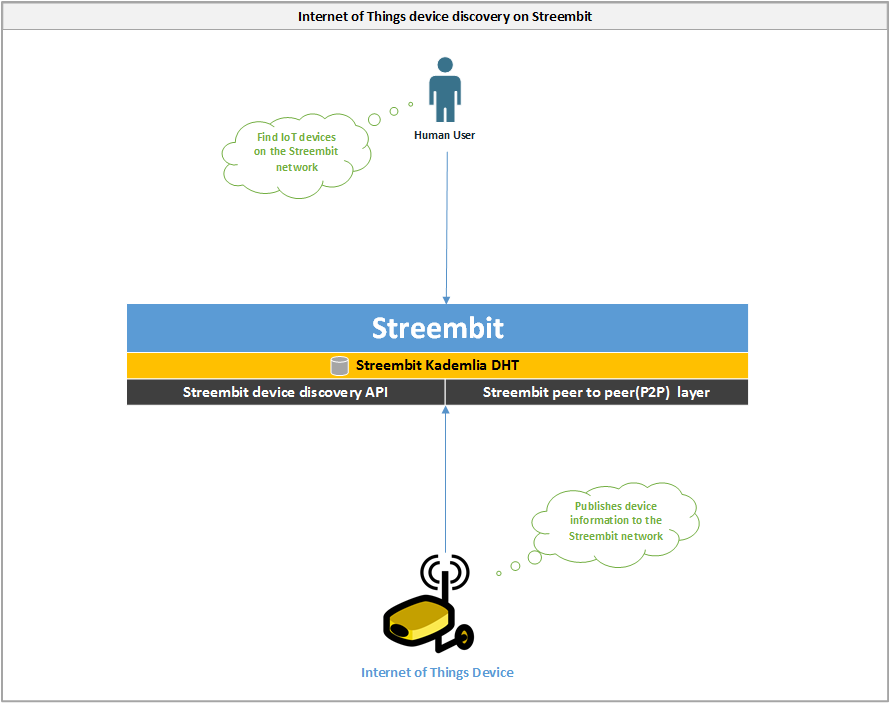 Internet of Things device discovery on Streembit
Find IoT devices
on the Streembit
network
Human User
Streembit
Streembit Kademlia DHT
Streembit device discovery API
Streembit peer to peer(P2P) layer
Publishes device
information to the
Streembit network
Internet of Things Device